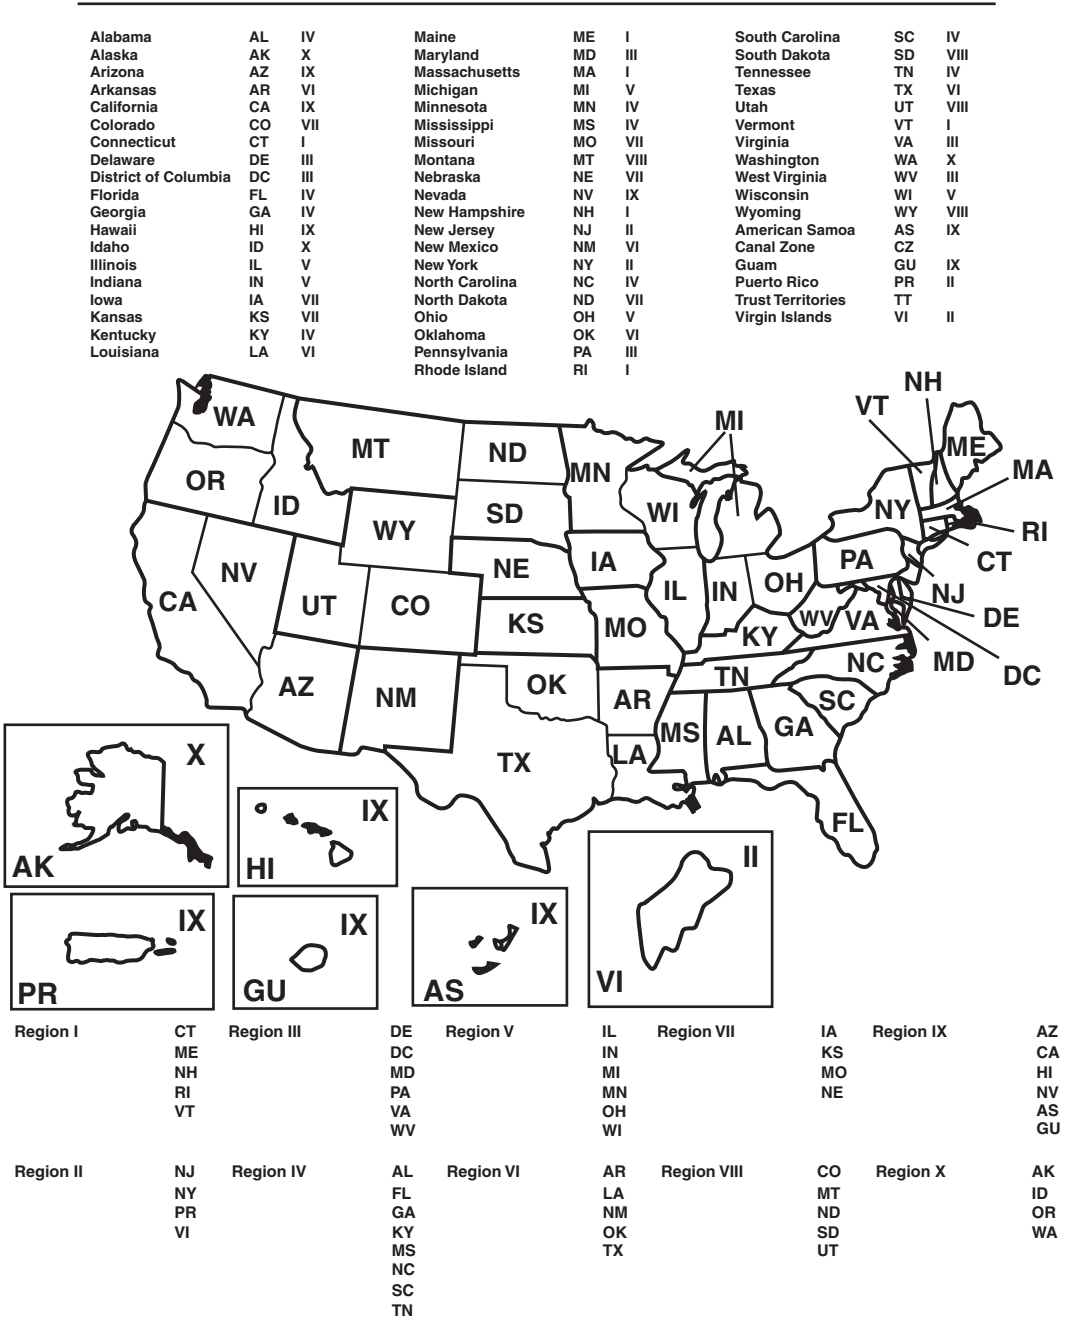 Alabama AL IV
Alaska AK X
Arizona AZ IX
Arkansas AR VI
California CA IX
Colorado CO VII
Connecticut CT I
Delaware DE III
District of Columbia DC III
Florida FL IV
Georgia GA IV
Hawaii HI IX
Idaho ID X
Illinois IL V
Indiana IN V
Iowa IA VII
Kansas KS VII
Kentucky KY IV
Louisiana LA VI
Maine ME I
Maryland MD III
Massachusetts MA I
Michigan MI V
Minnesota MN IV
Mississippi MS IV
Missouri MO VII
Montana MT VIII
Nebraska NE VII
Nevada NV IX
New Hampshire NH I
New Jersey NJ II
New Mexico NM VI
New York NY II
North Carolina NC IV
North Dakota ND VII
Ohio OH V
Oklahoma OK VI
Pennsylvania PA III
Rhode Island RI I
South Carolina SC IV
South Dakota SD VIII
Tennessee TN IV
Texas TX VI
Utah UT VIII
Vermont VT I
Virginia VA III
Washington WA X
West Virginia WV III
Wisconsin WI V
Wyoming WY VIII
American Samoa AS IX
Canal Zone CZ
Guam GU IX
Puerto Rico PR II
Trust Territories TT
Virgin Islands VI II
NH
VT
MI
WA
MT
ND
MN
ME
MA
OR
ID
WY
SD
WI
NY
RI
NV
NE
IA
PA
CT
CA
UT
CO
IL
IN
OH
NJ
KS
MO
KY
WV
VA
DE
AZ
NM
OK
AR
TN
NC
MD
DC
TX
LA
MS
AL
GA
SC
FL
X
AK
IX
HI
II
VI
IX
PR
IX
GU
IX
AS
Region I CT
ME
NH
RI
VT
Region III DE
DC
MD
PA
VA
WV
Region V IL
IN
MI
MN
OH
WI
Region VII IA
KS
MO
NE
Region IX AZ
CA
HI
NV
AS
GU
Region II NJ
NY
PR
VI
Region IV AL
FL
GA
KY
MS
NC
SC
TN
Region VI AR
LA
NM
OK
TX
Region VIII CO
MT
ND
SD
UT
Region X AK
ID
OR
WA